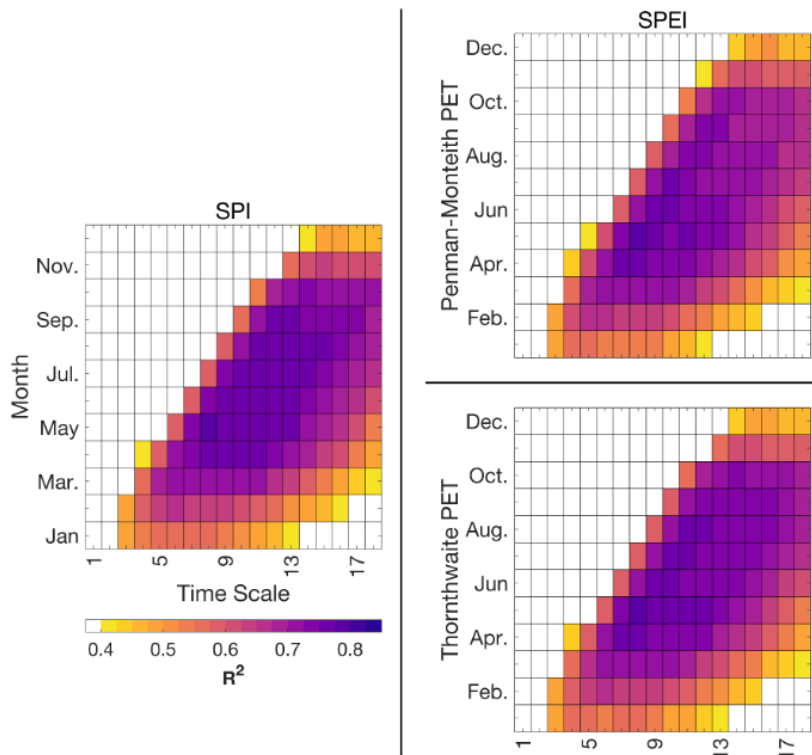 SPI
Nov.
Sep.
Jul.
May
Mar.
Jan
Month
1 5 9 13 17
Time Scale
0.4 0.5 0.6 0.7 0.8
R²
SPEI
Dec.
Oct.
Aug.
Jun
Apr.
Feb.
Penman-Monteith PET
Dec.
Oct.
Aug.
Jun
Apr.
Feb.
Thornthwaite PET
1 5 9 13 17